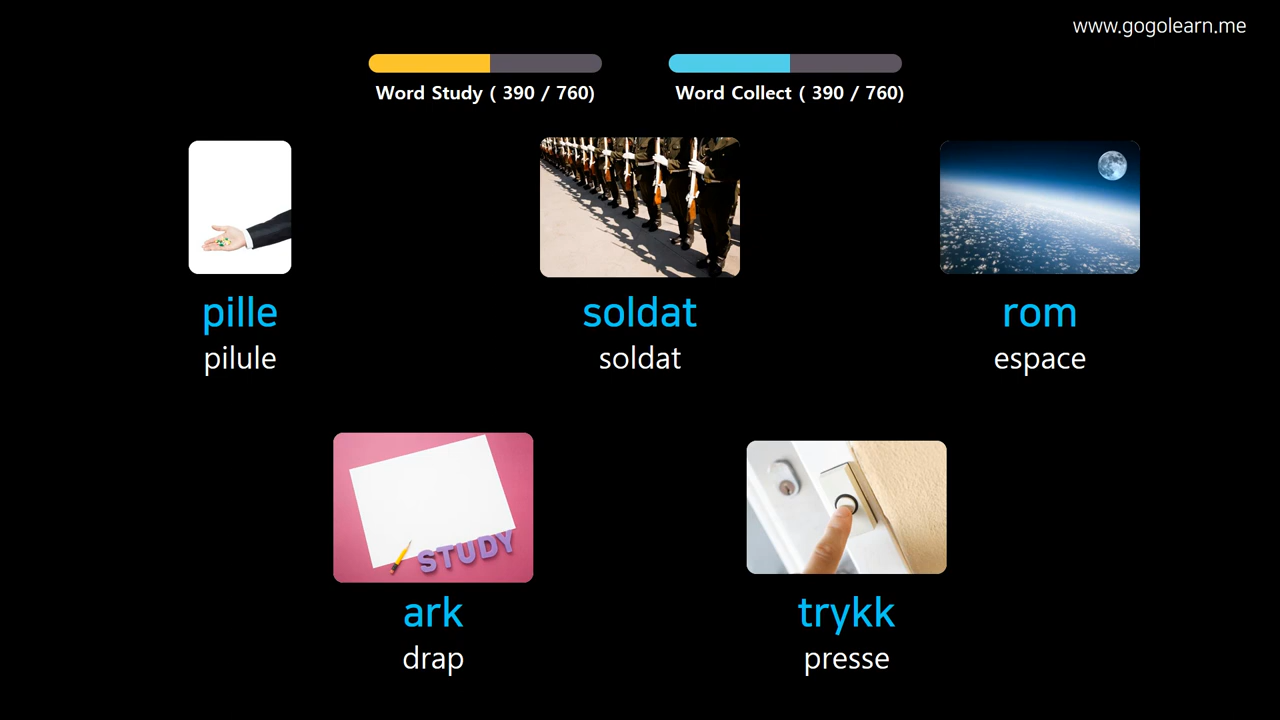 www.gogolearn.me
Word Study ( 390 / 760)
Word Collect ( 390 / 760)
pille
pilule
soldat
soldat
rom
espace
STUDY
ark
drap
trykk
presse